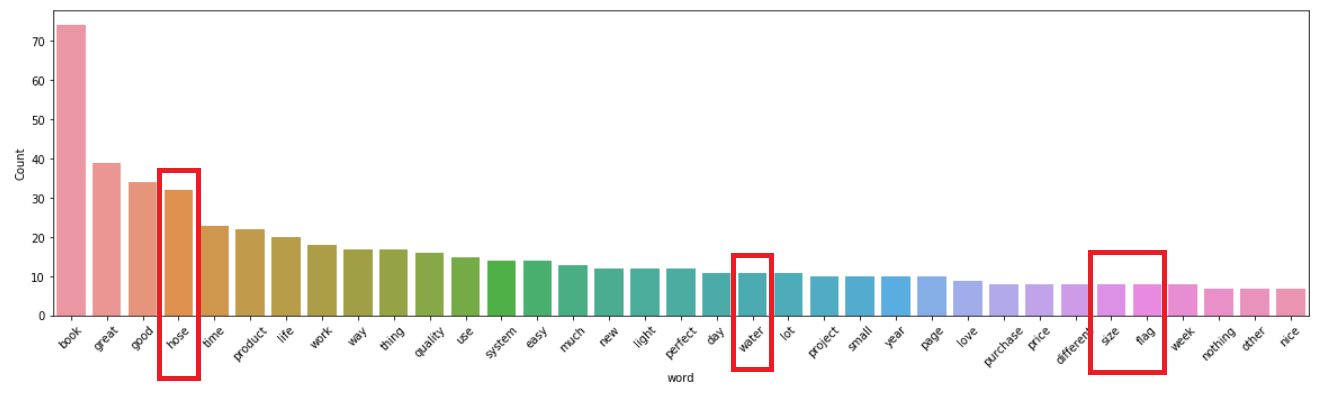 Count
70
60
50
40
30
20
10
0
book great good hose time product life work way thing quality use system easy much new light perfect day water lot project small year page love purchase price different size flag week nothing other nice
word